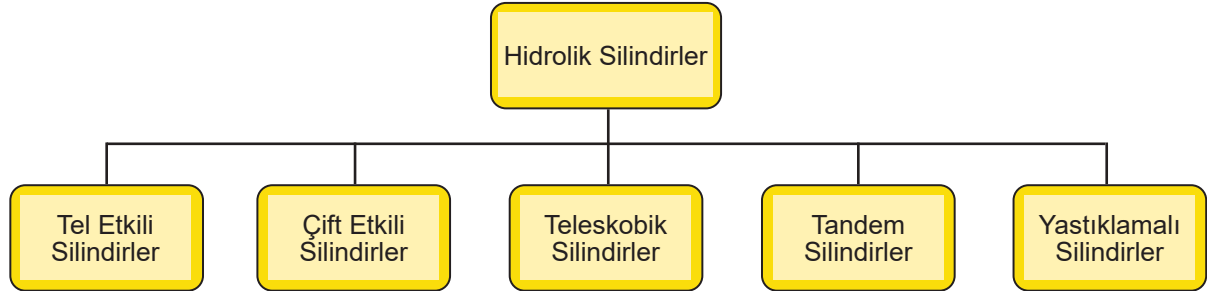 Hidrolik Silindirler
Tel Etkili
Silindirler
Çift Etkili
Silindirler
Teleskobik
Silindirler
Tandem
Silindirler
Yastıklamalı
Silindirler